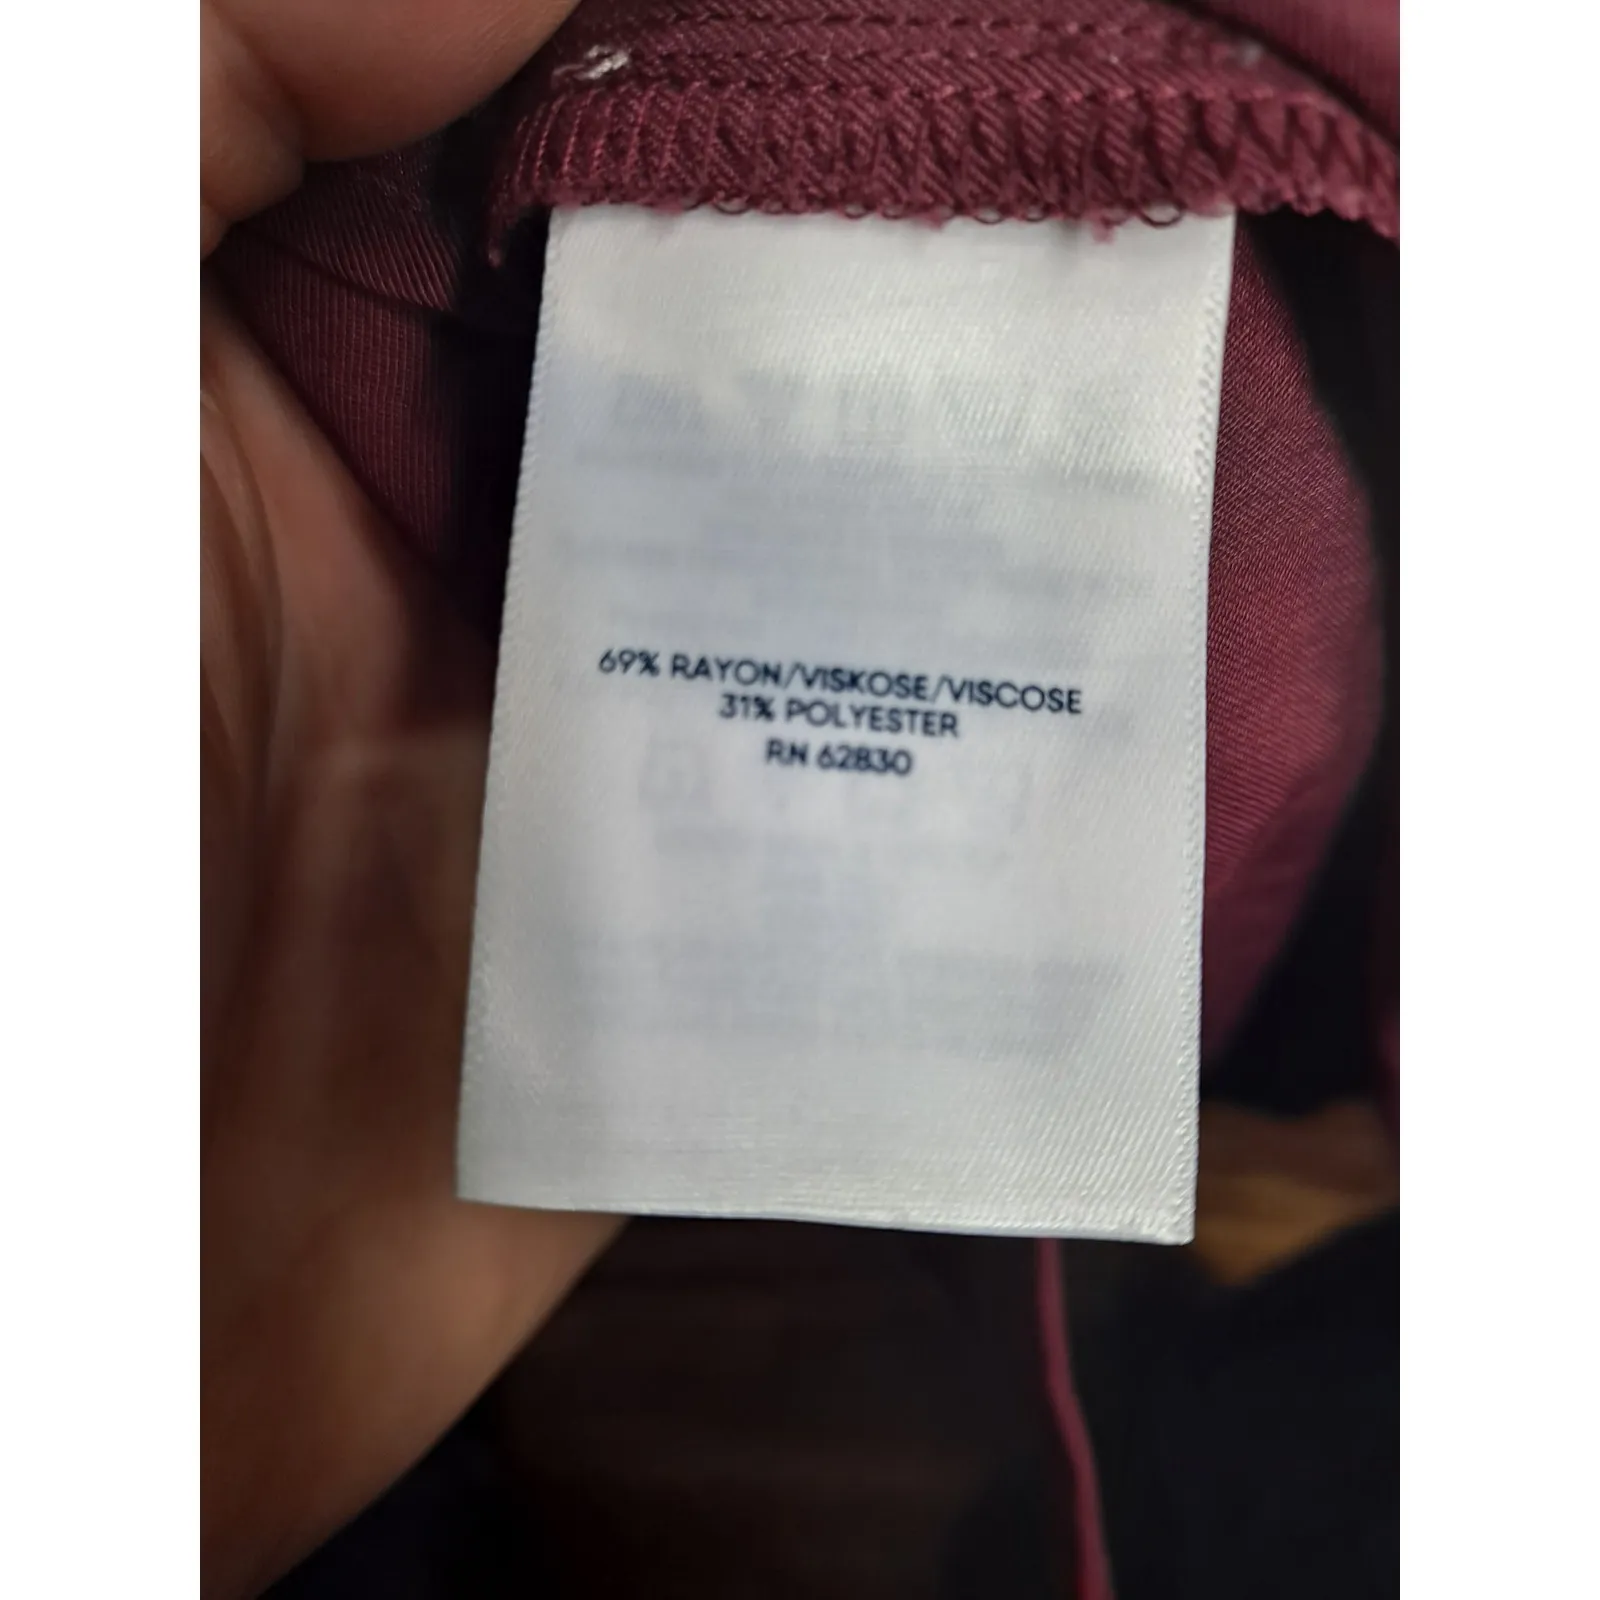 69% RAYON/VISKOSE/VISCOSE
31% POLYESTER
RN 62830